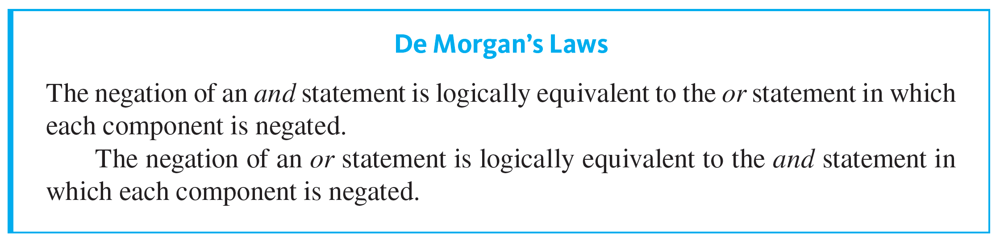 De Morgan’s Laws
The negation of an and statement is logically equivalent to the or statement in which
each component is negated.
The negation of an or statement is logically equivalent to the and statement in
which each component is negated.